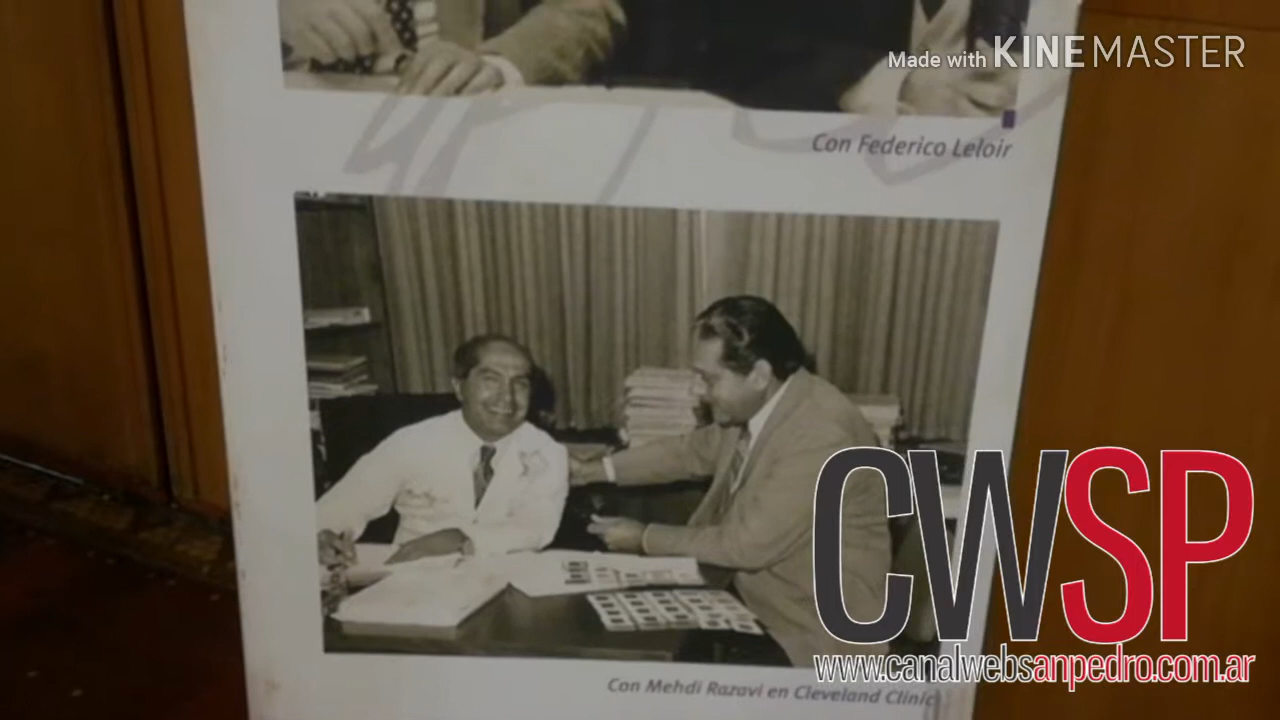 Made with KINEMASTER
Con Federico Leloir
CWSP
www.canalwebsanpedro.com.ar
Con Mehdi Razavi en Cleveland Clinic